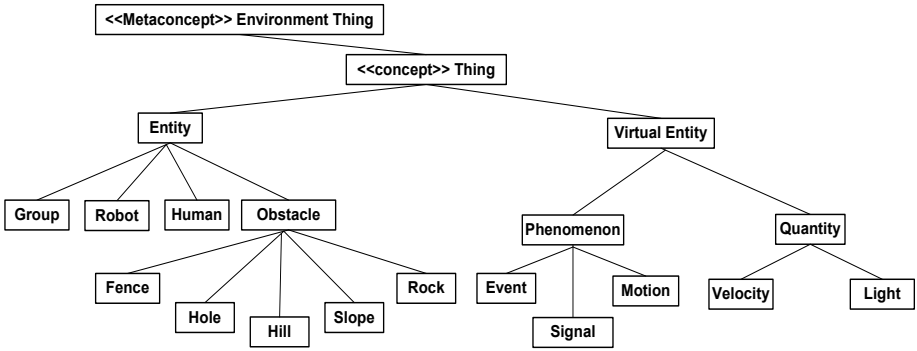 <<Metaconcept>> Environment Thing
<<concept>> Thing
Entity
Virtual Entity
Group
Robot
Human
Obstacle
Phenomenon
Quantity
Fence
Hole
Hill
Slope
Rock
Event
Signal
Motion
Velocity
Light